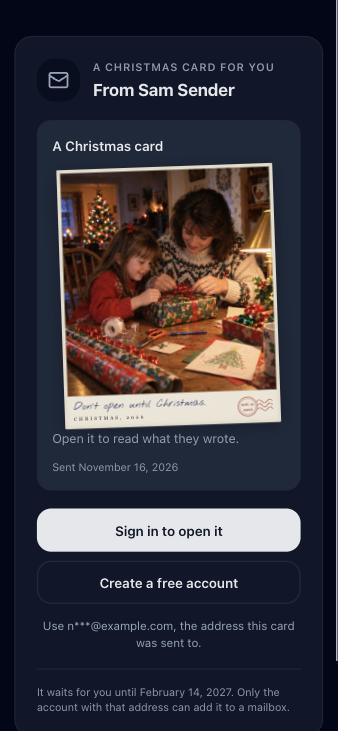 A CHRISTMAS CARD FOR YOU
From Sam Sender
A Christmas card
Don't open until Christmas.
CHRISTMAS,
Open it to read what they wrote.
Sent November 16, 2026
Sign in to open it
Create a free account
Use n***@example.com, the address this card
was sent to.
It waits for you until February 14, 2027. Only the
account with that address can add it to a mailbox.